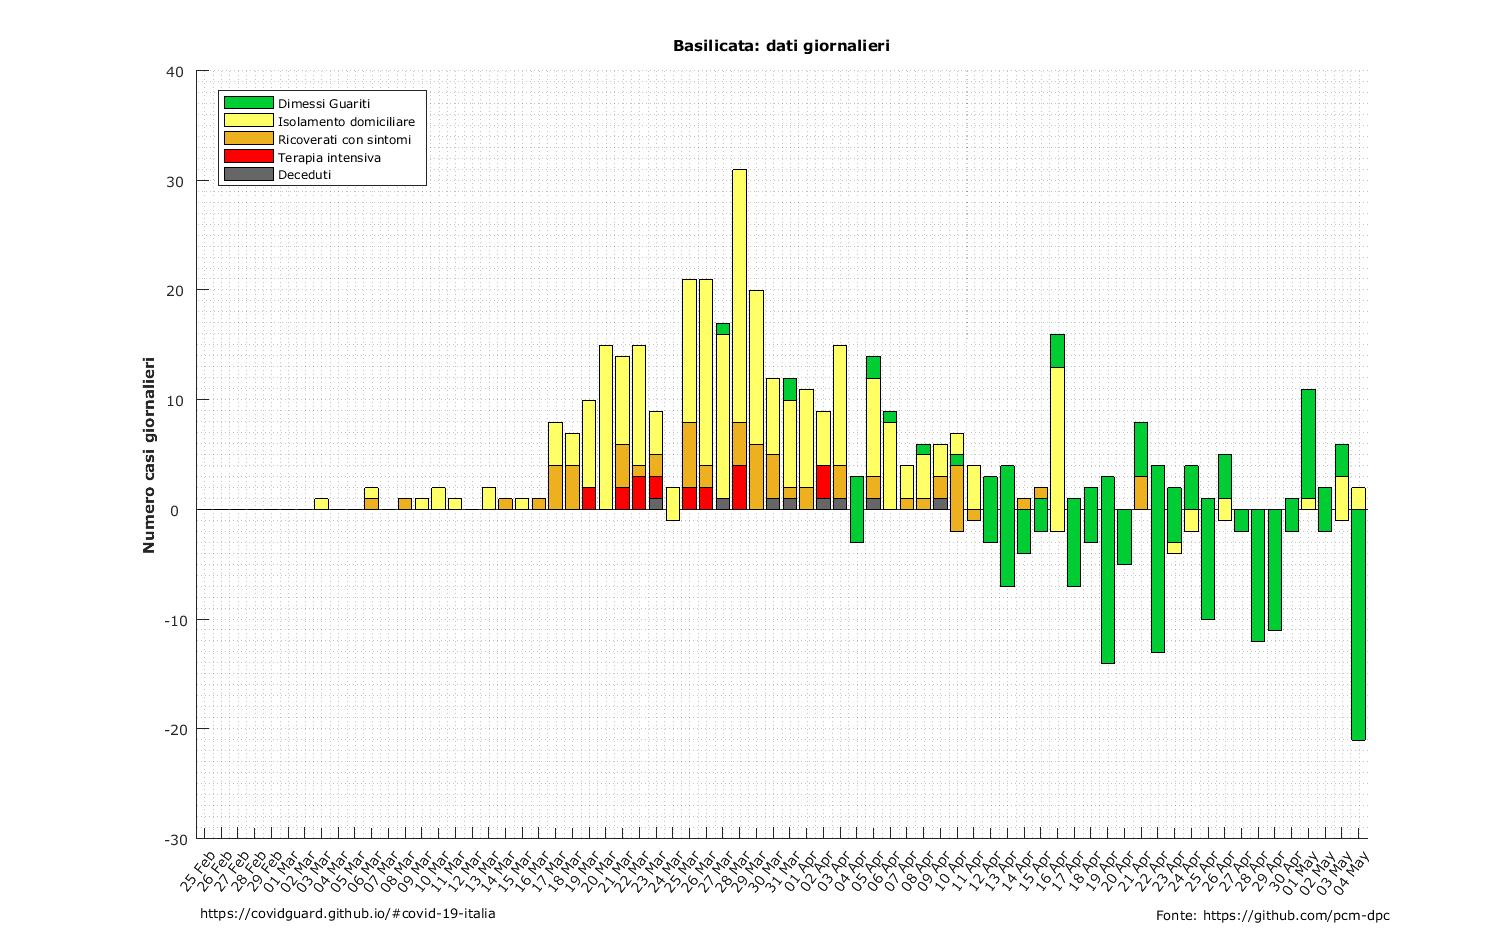 Basilicata: dati giornalieri
Dimessi Guariti
Isolamento domiciliare
Ricoverati con sintomi
Terapia intensiva
Deceduti
Numero casi giornalieri
40
30
20
10
0
-10
-20
-30
25 Feb
26 Feb
27 Feb
28 Feb
29 Feb
01 Mar
02 Mar
03 Mar
04 Mar
05 Mar
06 Mar
07 Mar
08 Mar
09 Mar
10 Mar
11 Mar
12 Mar
13 Mar
14 Mar
15 Mar
16 Mar
17 Mar
18 Mar
19 Mar
20 Mar
21 Mar
22 Mar
23 Mar
24 Mar
25 Mar
26 Mar
27 Mar
28 Mar
29 Mar
30 Mar
31 Mar
01 Apr
02 Apr
03 Apr
04 Apr
05 Apr
06 Apr
07 Apr
08 Apr
09 Apr
10 Apr
11 Apr
12 Apr
13 Apr
14 Apr
15 Apr
16 Apr
17 Apr
18 Apr
19 Apr
20 Apr
21 Apr
22 Apr
23 Apr
24 Apr
25 Apr
26 Apr
27 Apr
28 Apr
29 Apr
30 Apr
01 May
02 May
03 May
04 May
https://covidguard.github.io/#covid-19-italia
Fonte: https://github.com/pcm-dpc